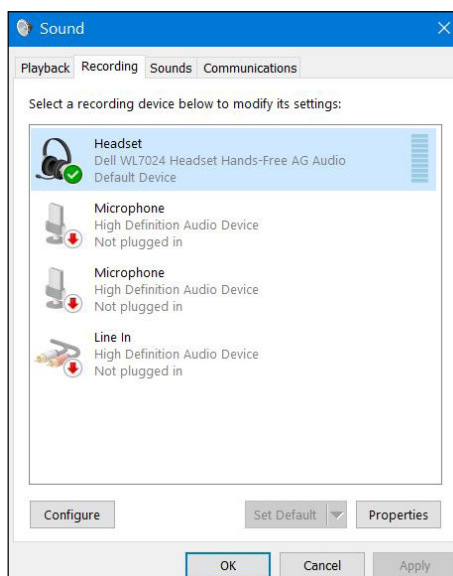 Sound
Playback Recording Sounds Communications
Select a recording device below to modify its settings:
Headset
Dell WL7024 Headset Hands-Free AG Audio
Default Device
Microphone
High Definition Audio Device
Not plugged in
Microphone
High Definition Audio Device
Not plugged in
Line In
High Definition Audio Device
Not plugged in
Configure Set Default Properties
OK Cancel Apply